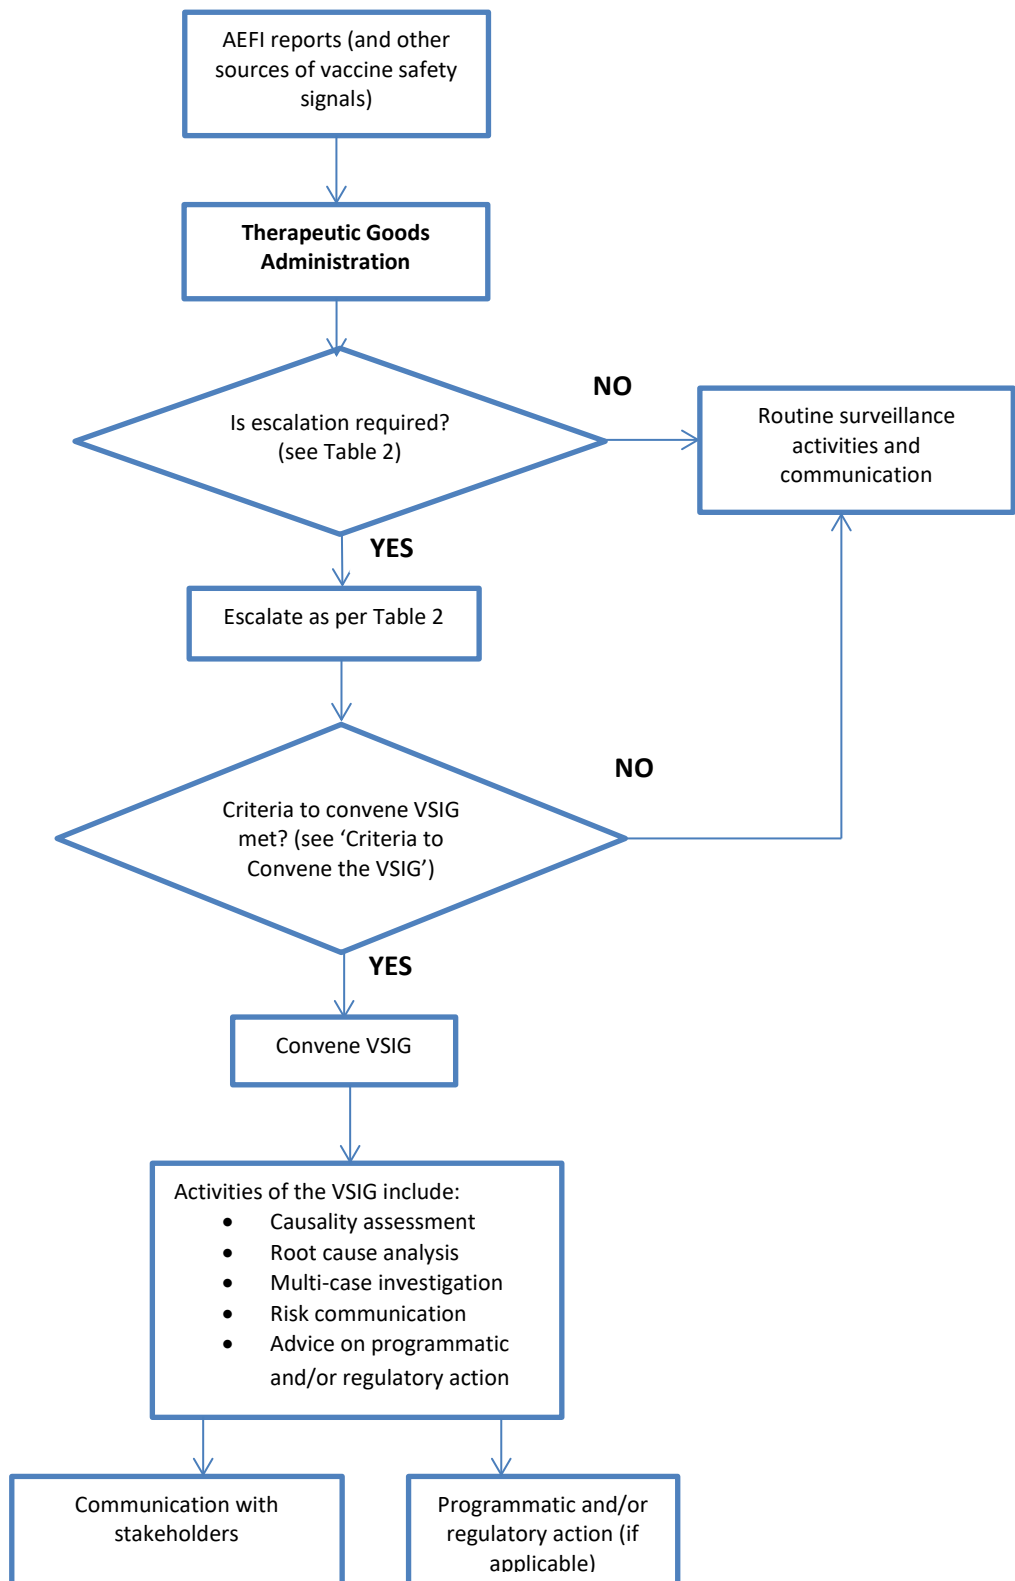 AEFI reports (and other
sources of vaccine safety
signals)
Therapeutic Goods
Administration
Is escalation required?
(see Table 2)
NO
Routine surveillance
activities and
communication
YES
Escalate as per Table 2
Criteria to convene VSIG
met? (see ‘Criteria to
Convene the VSIG’)
NO
YES
Convene VSIG
Activities of the VSIG include:
• Causality assessment
• Root cause analysis
• Multi-case investigation
• Risk communication
• Advice on programmatic
and/or regulatory action
Communication with
stakeholders
Programmatic and/or
regulatory action (if
applicable)